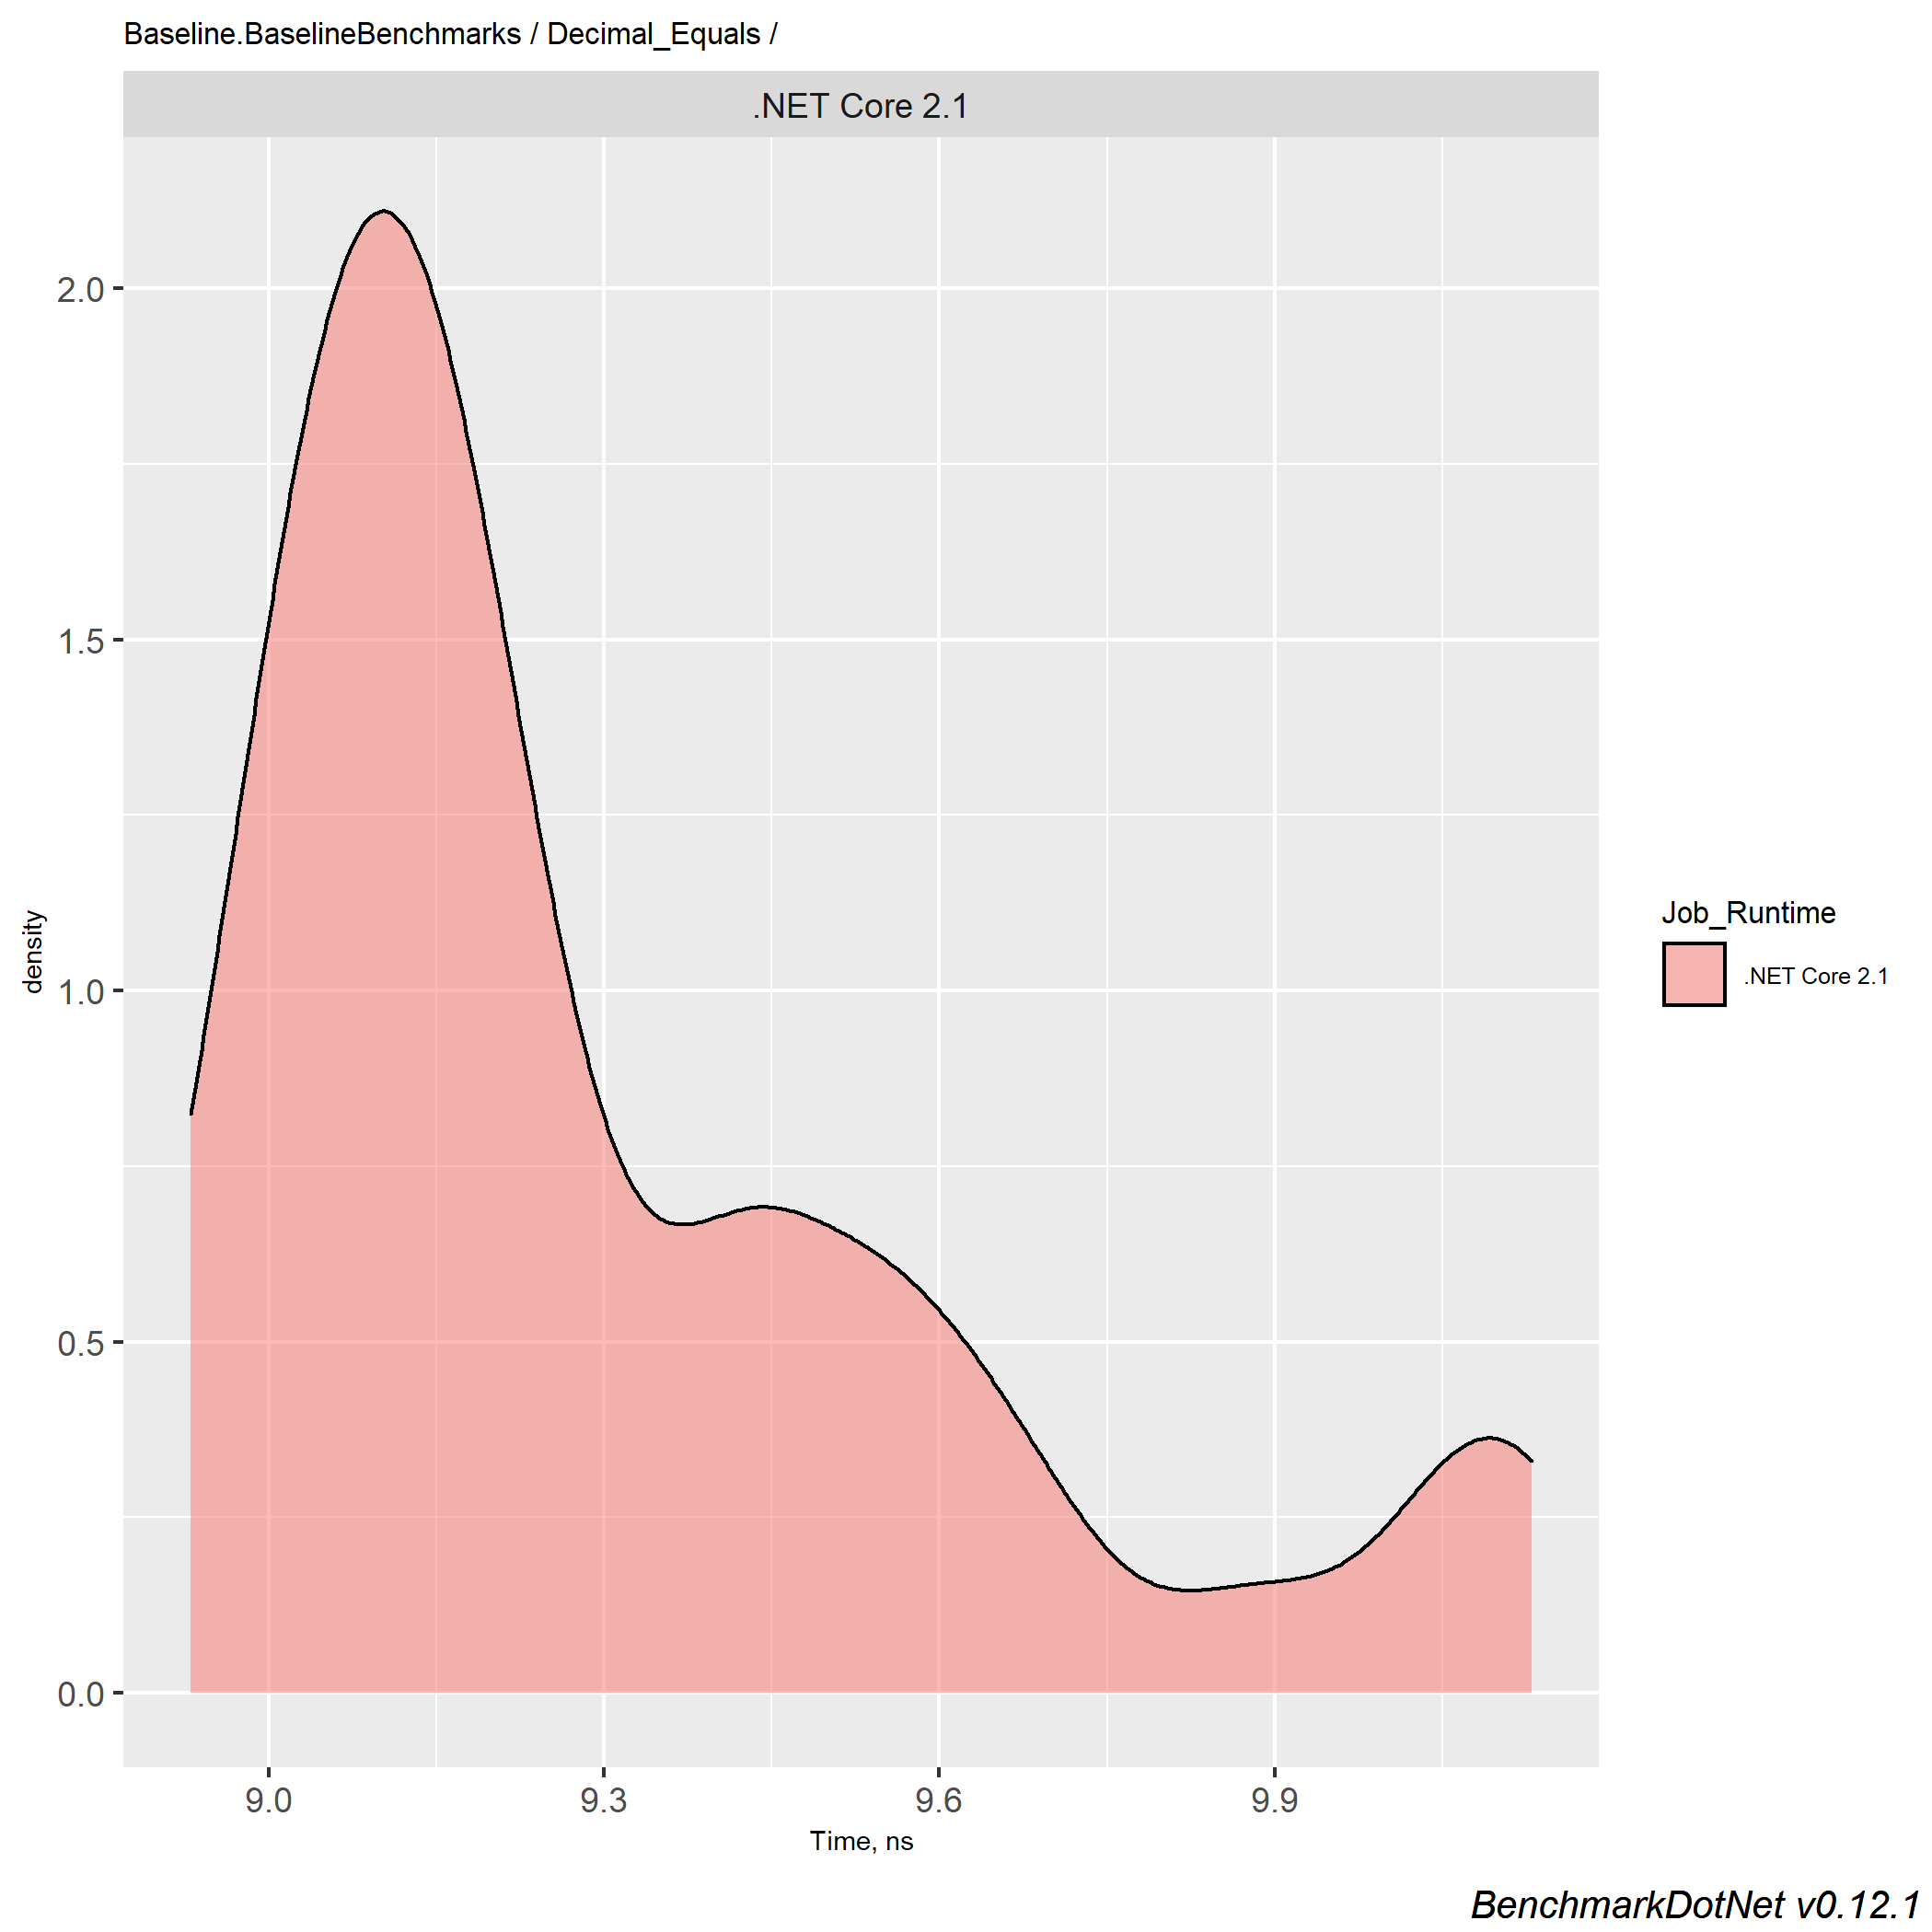 Baseline.BaselineBenchmarks / Decimal_Equals /
.NET Core 2.1
2.0
1.5
1.0
0.5
0.0
density
9.0 9.3 9.6 9.9
Time, ns
Job_Runtime
.NET Core 2.1
BenchmarkDotNet v0.12.1